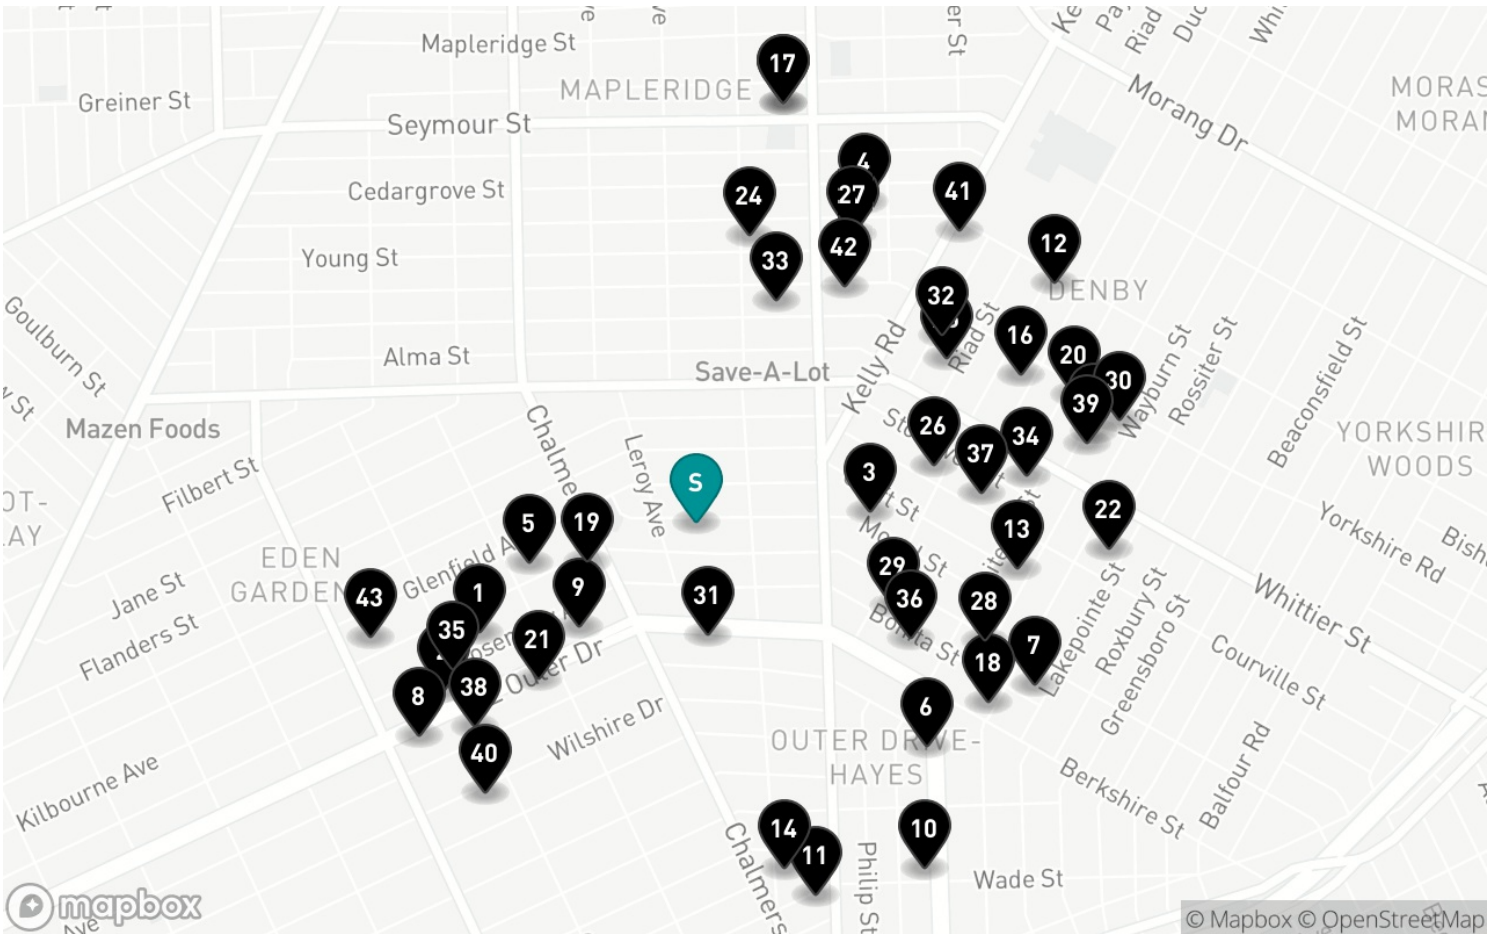 Mapleridge St
17
MAPLERIDGE
Greiner St
Seymour St
Morang Dr
Cedargrove St
24
4
27
41
Young St
33
42
12
DENBY
Goulburn St
32
16
Riad St
Kelly Rd
Alma St
Save-A-Lot
20
30
39
Wayburn St
Rossiter St
Beaconsfield St
Mazen Foods
Filbert St
Leroy Ave
S
26
37
34
3
YORKSHIR
WOODS
22
13
Yorkshire Rd
5
19
EDEN
GARDEN
Glenfield A
Jane St
Flanders St
43
1
9
31
35
21
29
36
28
7
18
Bonita St
Lakepointe St
Roxbury St
Greensboro St
Whittier St
Courville St
8
38
E Outer Dr
40
Wilshire Dr
6
OUTER DRIVE-
HAYES
Berkshire St
Balfour Rd
Kilbourne Ave
14
11
10
Chalmers
Philip St
Wade St
mapbox
© Mapbox © OpenStreetMap